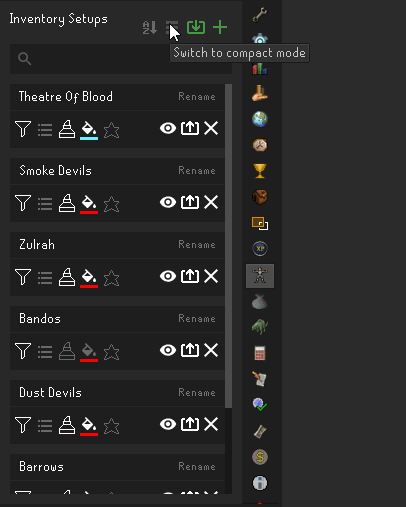 Inventory Setups
Switch to compact mode
Theatre Of Blood Rename
Smoke Devils Rename
Zulrah Rename
Bandos Rename
Dust Devils Rename
Barrows Rename